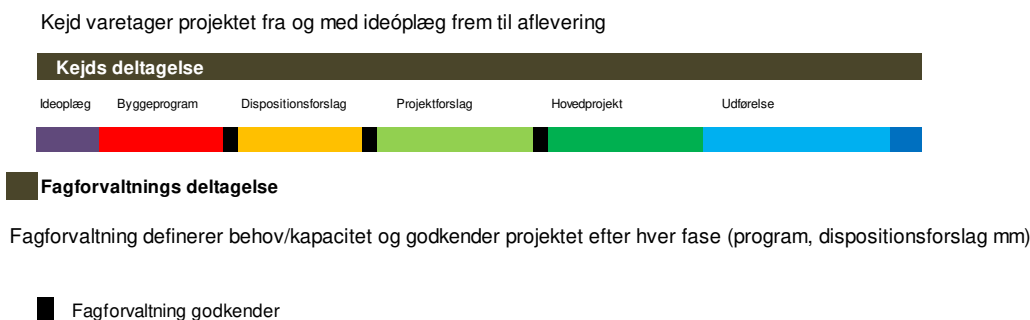 Kejd varetager projektet fra og med ideóplæg frem til aflevering
Kejds deltagelse
Ideoplæg Byggeprogram Dispositionsforslag Projektforslag Hovedprojekt Udførelse
Fagforvaltnings deltagelse
Fagforvaltning definerer behov/kapacitet og godkender projektet efter hver fase (program, dispositionsforslag mm)
Fagforvaltning godkender